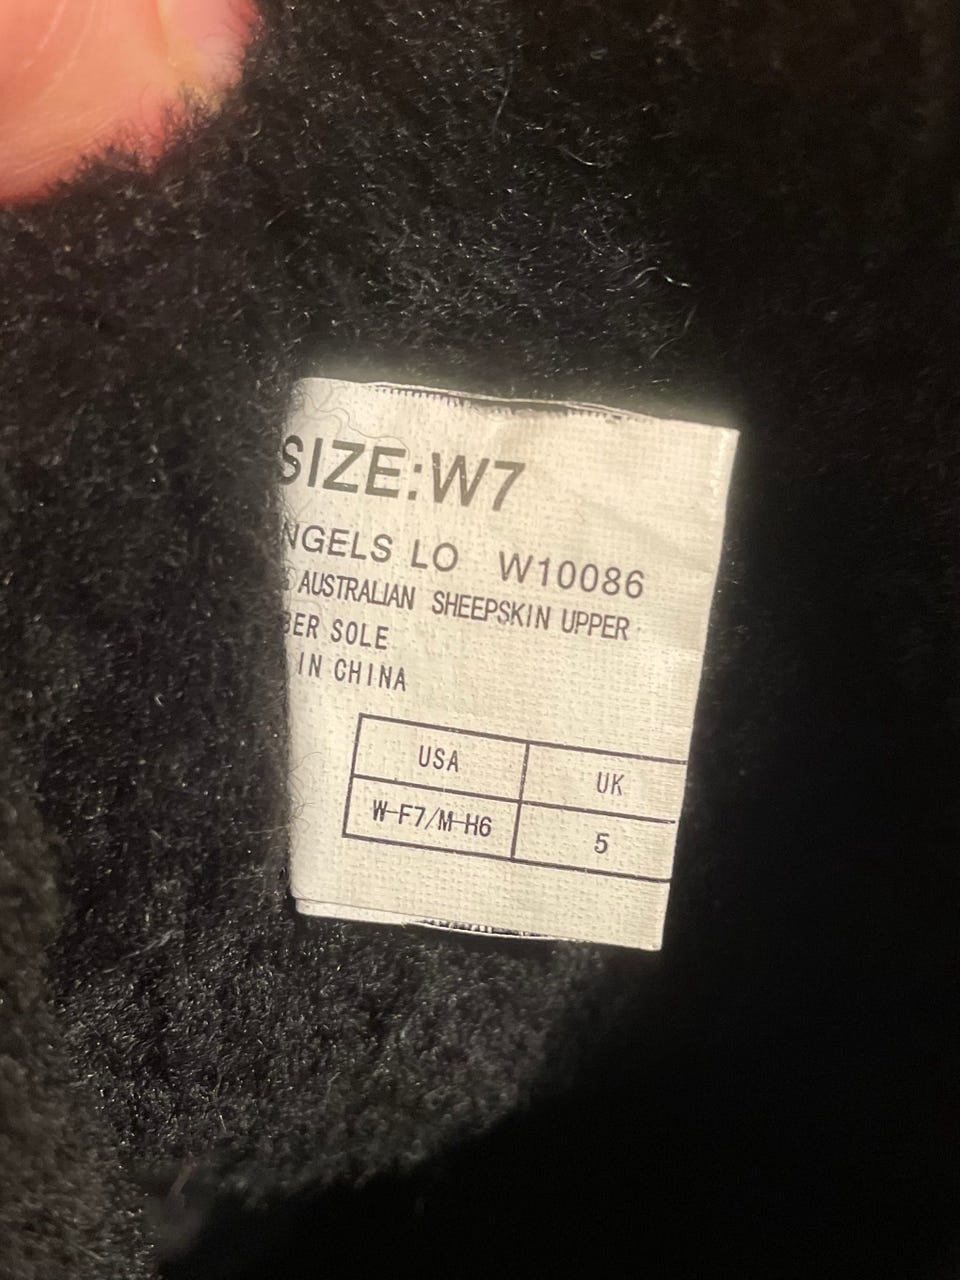 SIZE:W7
NGELS LO W10086
AUSTRALIAN SHEEPSKIN UPPER
BER SOLE
IN CHINA
USA UK
W-F7/M-H6 5